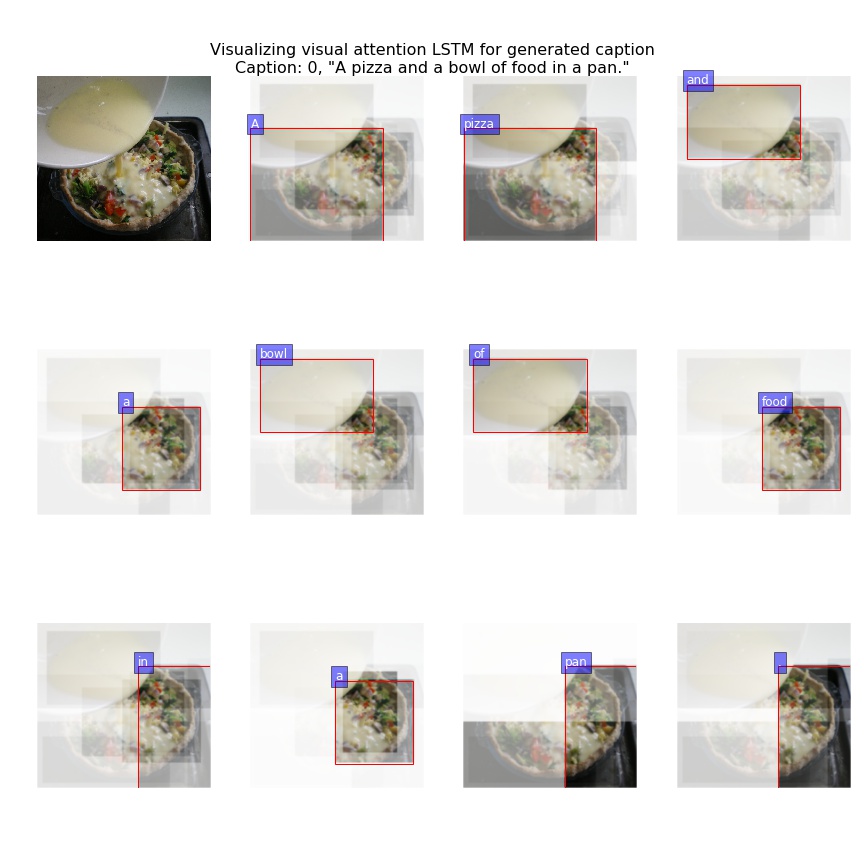 Visualizing visual attention LSTM for generated caption
Caption: 0, "A pizza and a bowl of food in a pan."
A
pizza
and
a
bowl
of
food
in
a
pan
.